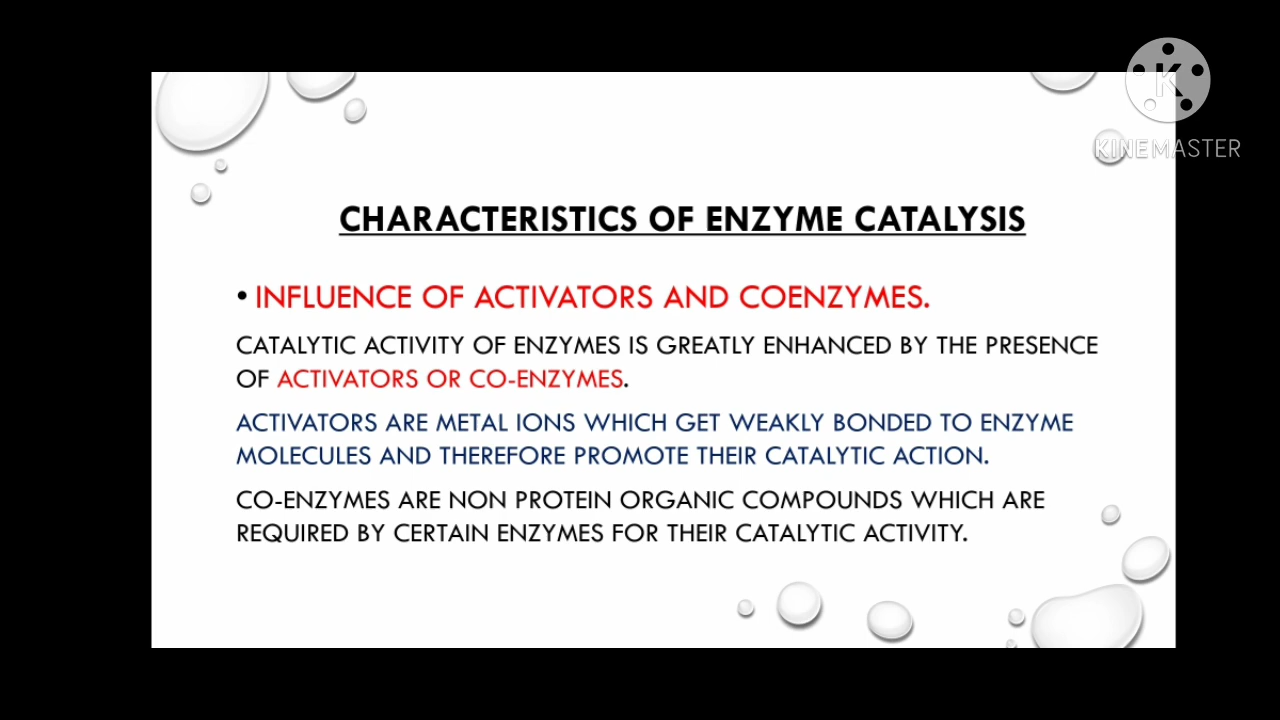 K
KINEMASTER
CHARACTERISTICS OF ENZYME CATALYSIS
• INFLUENCE OF ACTIVATORS AND COENZYMES.
CATALYTIC ACTIVITY OF ENZYMES IS GREATLY ENHANCED BY THE PRESENCE
OF ACTIVATORS OR CO-ENZYMES.
ACTIVATORS ARE METAL IONS WHICH GET WEAKLY BONDED TO ENZYME
MOLECULES AND THEREFORE PROMOTE THEIR CATALYTIC ACTION.
CO-ENZYMES ARE NON PROTEIN ORGANIC COMPOUNDS WHICH ARE
REQUIRED BY CERTAIN ENZYMES FOR THEIR CATALYTIC ACTIVITY.